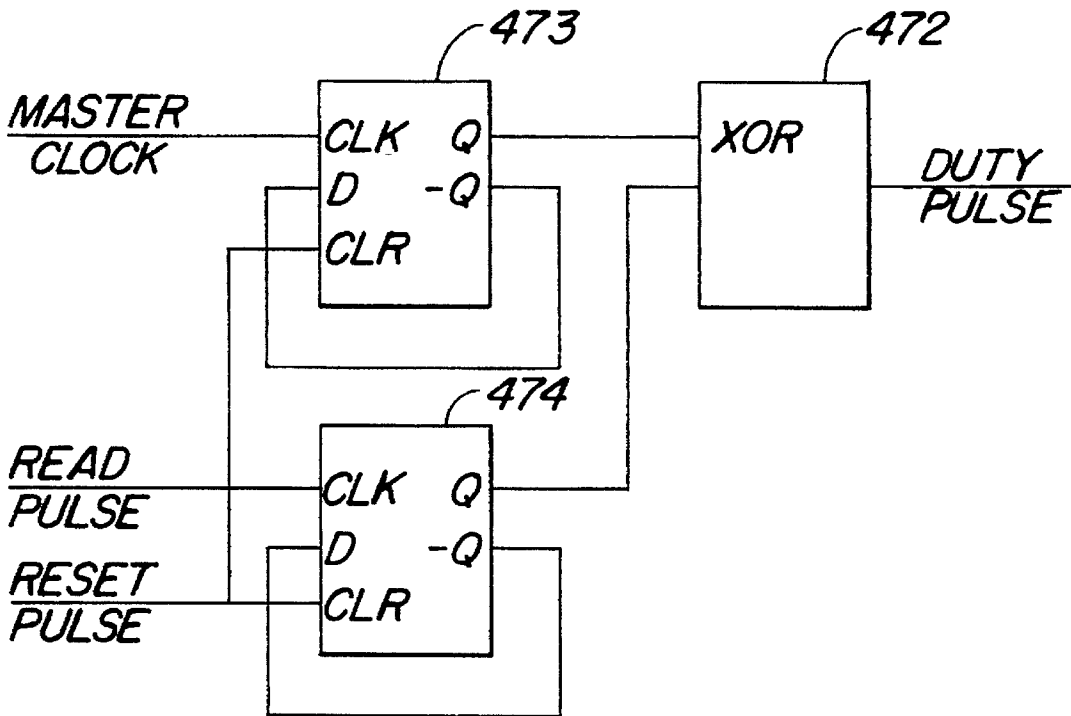 473
472
MASTER
CLOCK
CLK Q
D -Q
CLR
XOR
DUTY
PULSE
474
READ
PULSE
CLK Q
D -Q
CLR
RESET
PULSE